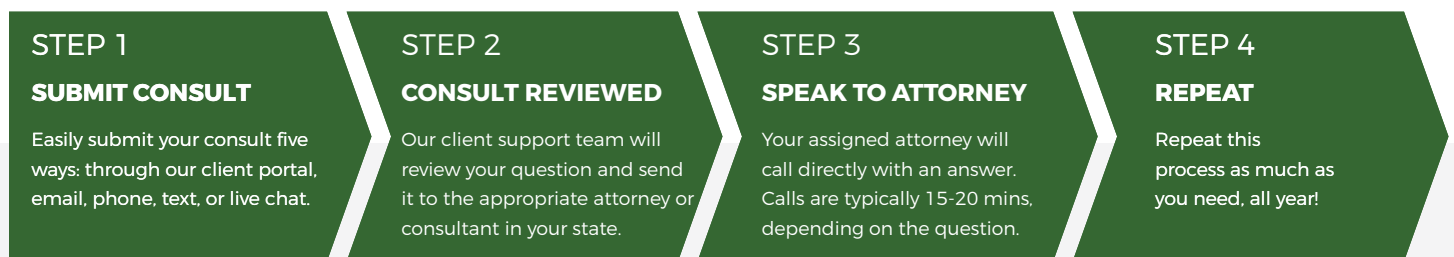 STEP 1
SUBMIT CONSULT
Easily submit your consult five
ways: through our client portal,
email, phone, text, or live chat.
STEP 2
CONSULT REVIEWED
Our client support team will
review your question and send
it to the appropriate attorney or
consultant in your state.
STEP 3
SPEAK TO ATTORNEY
Your assigned attorney will
call directly with an answer.
Calls are typically 15-20 mins,
depending on the question.
STEP 4
REPEAT
Repeat this
process as much as
you need, all year!